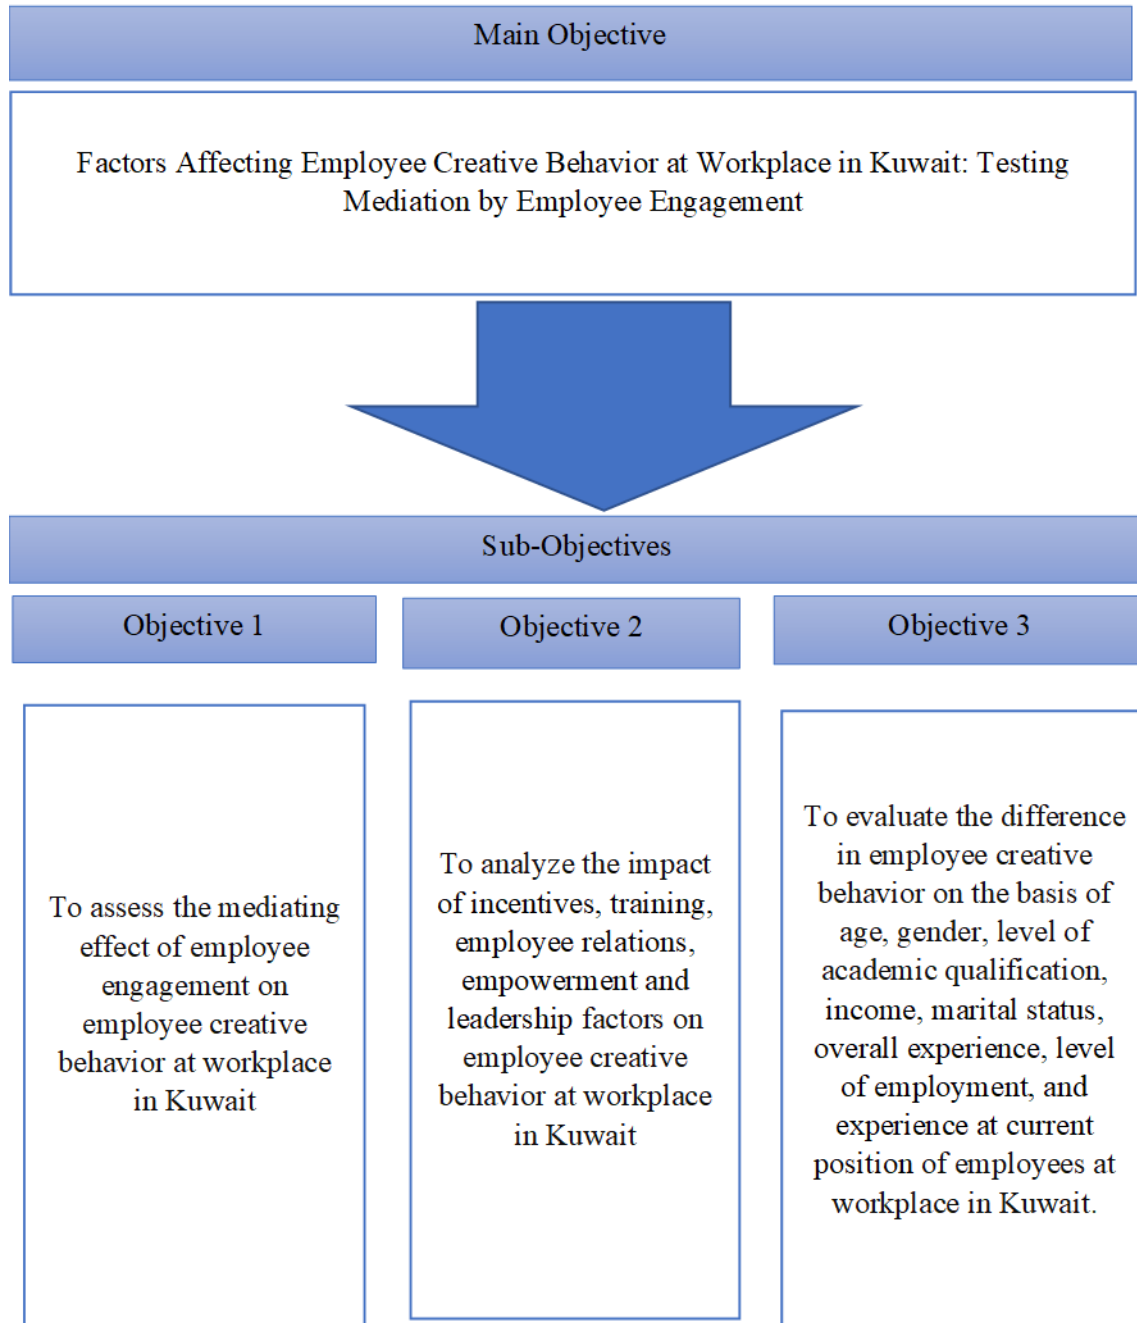 Main Objective
Factors Affecting Employee Creative Behavior at Workplace in Kuwait: Testing
Mediation by Employee Engagement
Sub-Objectives
Objective 1
To assess the mediating
effect of employee
engagement on
employee creative
behavior at workplace
in Kuwait
Objective 2
To analyze the impact
of incentives, training,
employee relations,
empowerment and
leadership factors on
employee creative
behavior at workplace
in Kuwait
Objective 3
To evaluate the difference
in employee creative
behavior on the basis of
age, gender, level of
academic qualification,
income, marital status,
overall experience, level
of employment, and
experience at current
position of employees at
workplace in Kuwait.